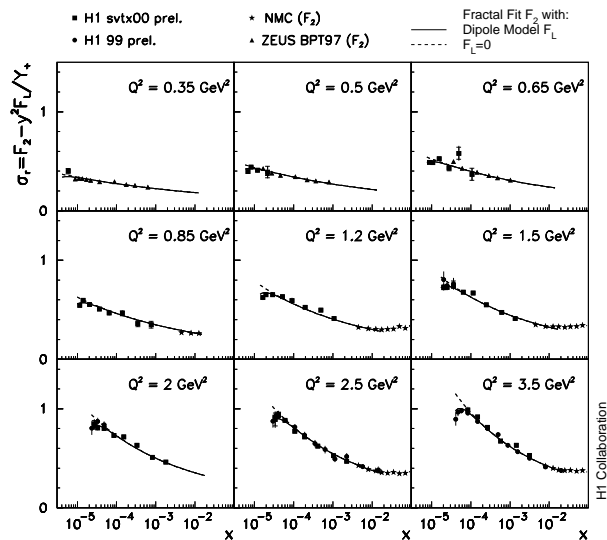 H1 svtx00 prel.
H1 99 prel.
NMC (F₂)
ZEUS BPT97 (F₂)
Fractal Fit F₂ with:
Dipole Model F_L
F_L=0
σᵣ=F₂-y²F_L/Y₊
Q² = 0.35 GeV²
Q² = 0.5 GeV²
Q² = 0.65 GeV²
1
0
Q² = 0.85 GeV²
Q² = 1.2 GeV²
Q² = 1.5 GeV²
1
0
Q² = 2 GeV²
Q² = 2.5 GeV²
Q² = 3.5 GeV²
1
0
10⁻⁵ 10⁻⁴ 10⁻³ 10⁻²
10⁻⁵ 10⁻⁴ 10⁻³ 10⁻²
10⁻⁵ 10⁻⁴ 10⁻³ 10⁻²
x
x
x
H1 Collaboration